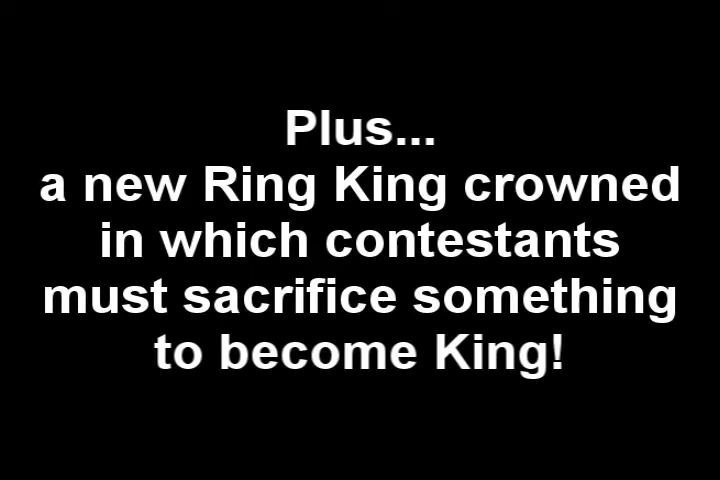 Plus...
a new Ring King crowned
in which contestants
must sacrifice something
to become King!